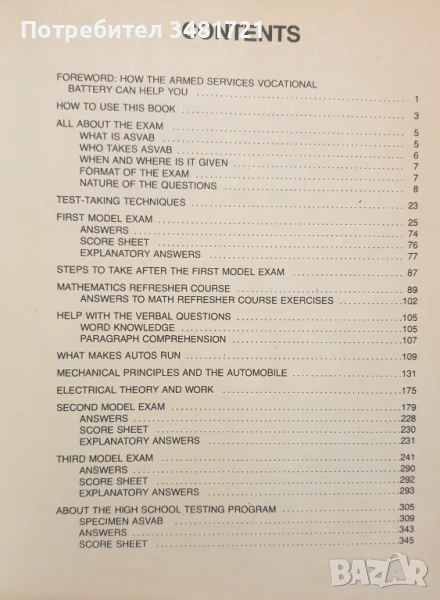 Потребител 3481721
CONTENTS
FOREWORD: HOW THE ARMED SERVICES VOCATIONAL
BATTERY CAN HELP YOU 1
HOW TO USE THIS BOOK 3
ALL ABOUT THE EXAM 5
WHAT IS ASVAB 5
WHO TAKES ASVAB 6
WHEN AND WHERE IS IT GIVEN 7
FORMAT OF THE EXAM 7
NATURE OF THE QUESTIONS 8
TEST-TAKING TECHNIQUES 23
FIRST MODEL EXAM 25
ANSWERS 74
SCORE SHEET 76
EXPLANATORY ANSWERS 77
STEPS TO TAKE AFTER THE FIRST MODEL EXAM 87
MATHEMATICS REFRESHER COURSE 89
ANSWERS TO MATH REFRESHER COURSE EXERCISES 102
HELP WITH THE VERBAL QUESTIONS 105
WORD KNOWLEDGE 105
PARAGRAPH COMPREHENSION 107
WHAT MAKES AUTOS RUN 109
MECHANICAL PRINCIPLES AND THE AUTOMOBILE 131
ELECTRICAL THEORY AND WORK 175
SECOND MODEL EXAM 179
ANSWERS 228
SCORE SHEET 230
EXPLANATORY ANSWERS 231
THIRD MODEL EXAM 241
ANSWERS 290
SCORE SHEET 292
EXPLANATORY ANSWERS 293
ABOUT THE HIGH SCHOOL TESTING PROGRAM 305
SPECIMEN ASVAB 309
ANSWERS 343
SCORE SHEET 345
BAZAR